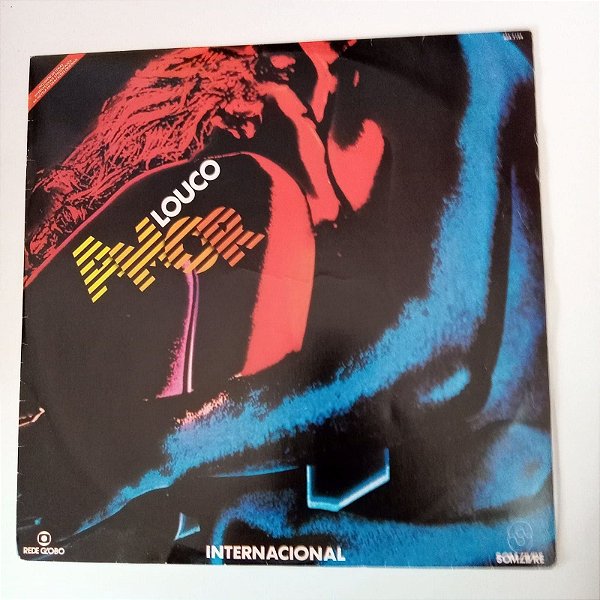 LOUCO
AMOR
REDE GLOBO
INTERNACIONAL
SOM LIVRE